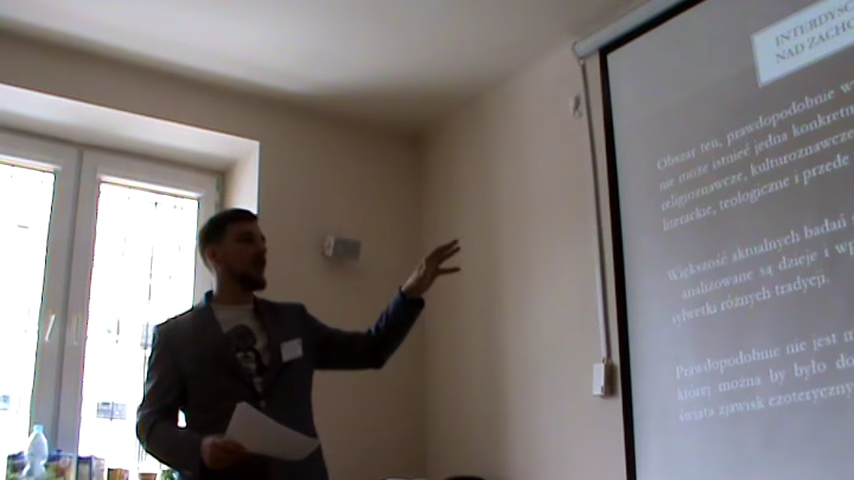 INTERDYSC
NAD ZACHO
Obszar ten, prawdopodobnie w
nie może istnieć jedna konkretn
religioznawcze, kulturoznawcze
literackie, teologiczne i przede
Większość aktualnych badań
analizowane są dzieje i wp
sylwetki różnych tradycji.
Prawdopodobnie nie jest m
której można by było do
świata zjawisk ezoteryczny